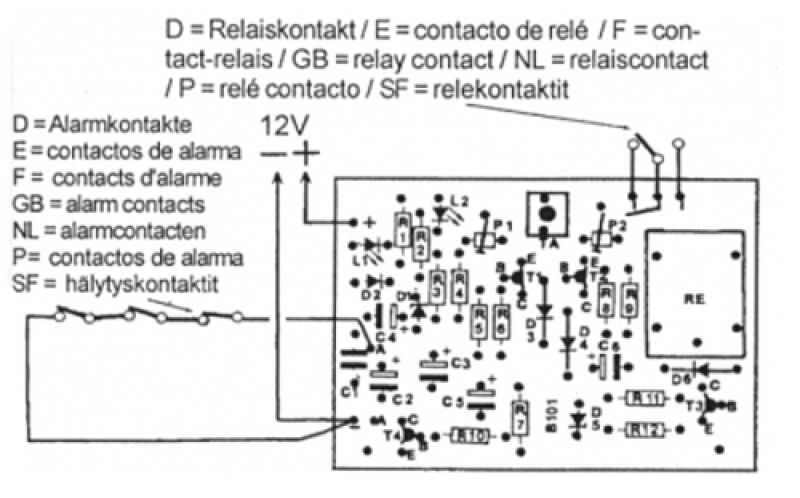 D = Relaiskontakt / E = contacto de relé / F = con-
tact-relais / GB = relay contact / NL = relaiscontact
/ P = relé contacto / SF = relekontaktit
D = Alarmkontakte
E = contactos de alarma
F = contacts d'alarme
GB = alarm contacts
NL = alarmcontacten
P = contactos de alarma
SF = hälytyskontaktit
12V
− +
+
L1
R1
R2
L2
P1
A
P2
D2
D1
R3
R4
B E C T1
B E C T2
R8
R9
RE
C4
R5
R6
D3
D4
C6
A
C1
C2
C3
C5
D6
− A
T4 C B E
R10
R7
B101
D5
R11
R12
T3 C B E